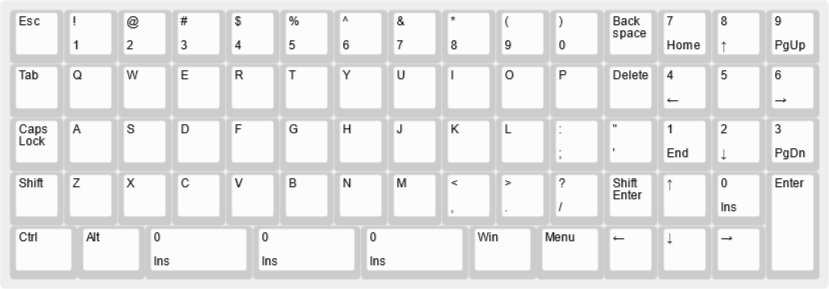 Esc ! @ # $ % ^ & * ( ) Back space 7 8 9
1 2 3 4 5 6 7 8 9 0 Home ↑ PgUp
Tab Q W E R T Y U I O P Delete 4 5 6
← →
Caps Lock A S D F G H J K L : " 1 2 3
; ' End ↓ PgDn
Shift Z X C V B N M < > ? Shift Enter ↑ 0 Enter
, . / Ins
Ctrl Alt 0 0 0 Win Menu ← ↓ →
Ins Ins Ins